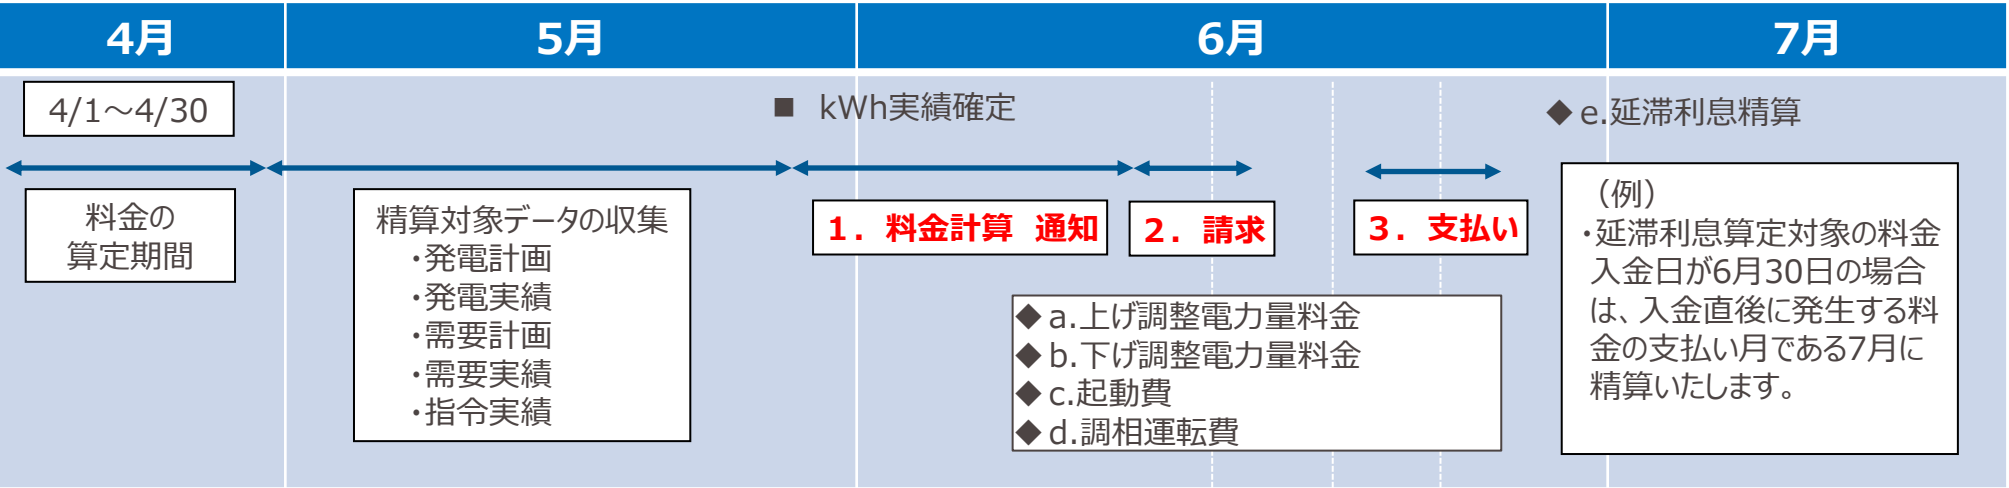 4月
5月
6月
7月
4/1～4/30
■ kWh実績確定
◆e.延滞利息精算
料金の
算定期間
精算対象データの収集
・発電計画
・発電実績
・需要計画
・需要実績
・指令実績
１．料金計算　通知
２．請求
３．支払い
◆a.上げ調整電力量料金
◆b.下げ調整電力量料金
◆c.起動費
◆d.調相運転費
（例）
・延滞利息算定対象の料金
入金日が6月30日の場合
は、入金直後に発生する料
金の支払い月である7月に
精算いたします。